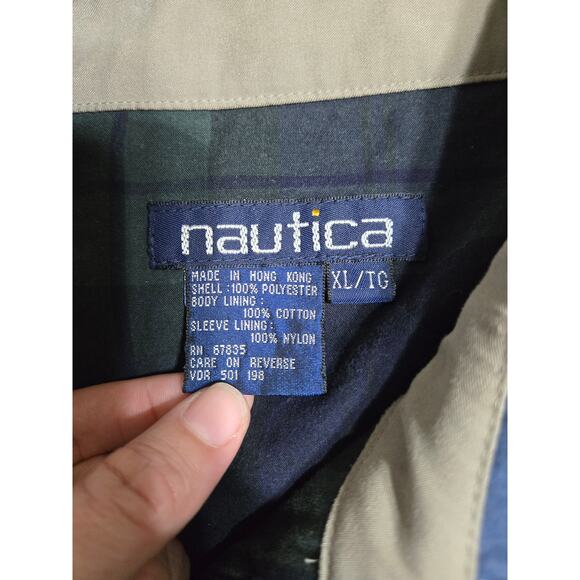 nautica
XL/TG
MADE IN HONG KONG
SHELL:100% POLYESTER
BODY LINING:
100% COTTON
SLEEVE LINING:
100% NYLON
RN 67835
CARE ON REVERSE
VDR 501 198